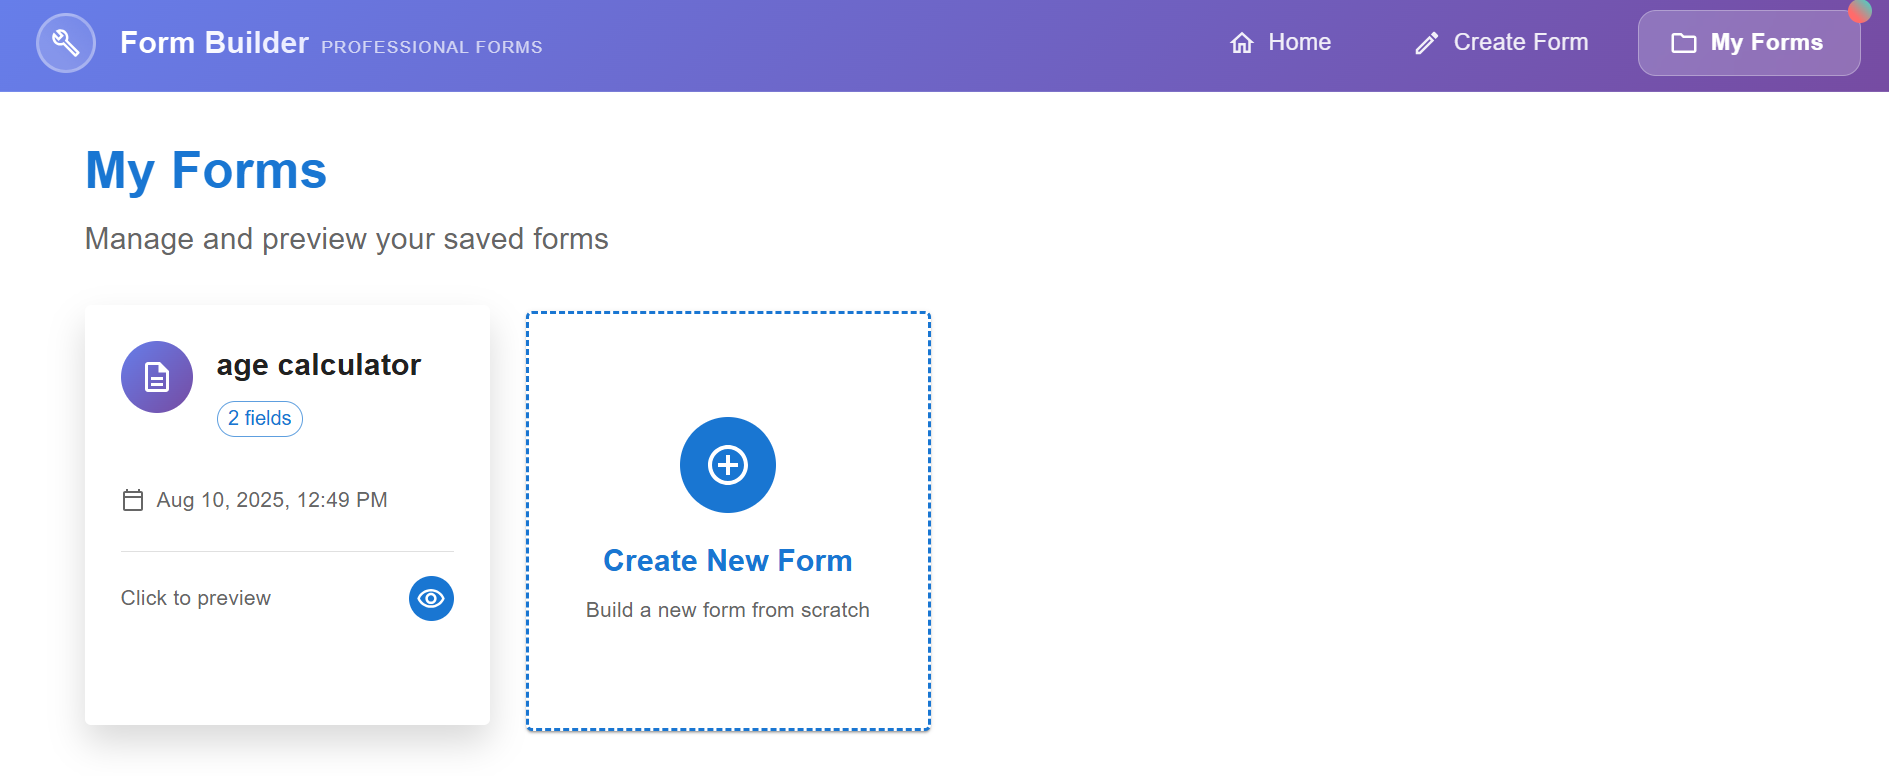 Form Builder PROFESSIONAL FORMS
Home
Create Form
My Forms
My Forms
Manage and preview your saved forms
age calculator
2 fields
Aug 10, 2025, 12:49 PM
Click to preview
Create New Form
Build a new form from scratch